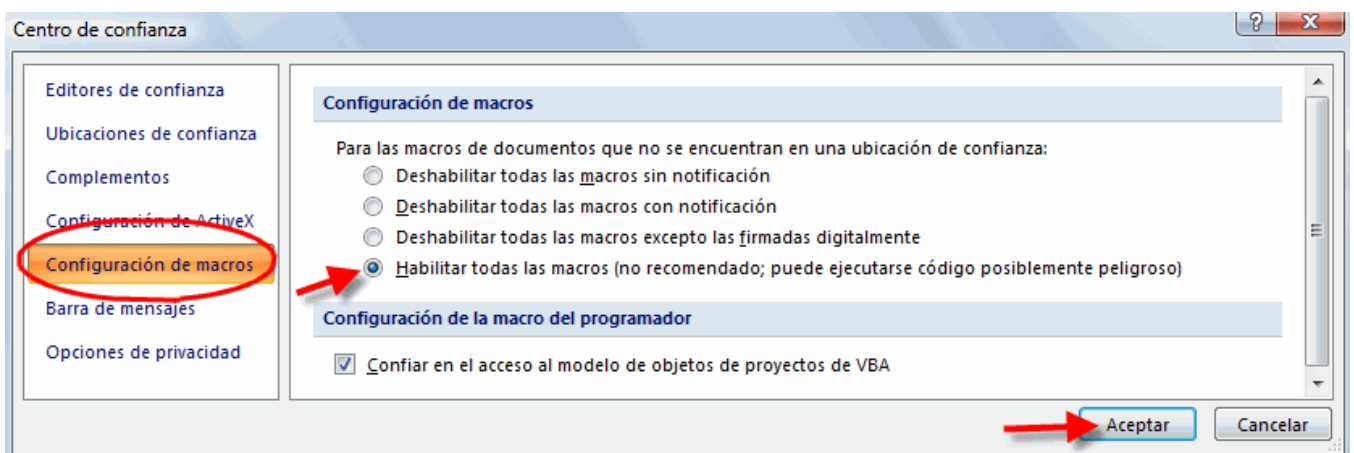 Centro de confianza
Editores de confianza
Ubicaciones de confianza
Complementos
Configuración de ActiveX
Configuración de macros
Barra de mensajes
Opciones de privacidad
Configuración de macros
Para las macros de documentos que no se encuentran en una ubicación de confianza:
Deshabilitar todas las macros sin notificación
Deshabilitar todas las macros con notificación
Deshabilitar todas las macros excepto las firmadas digitalmente
Habilitar todas las macros (no recomendado; puede ejecutarse código posiblemente peligroso)
Configuración de la macro del programador
Confiar en el acceso al modelo de objetos de proyectos de VBA
Aceptar
Cancelar